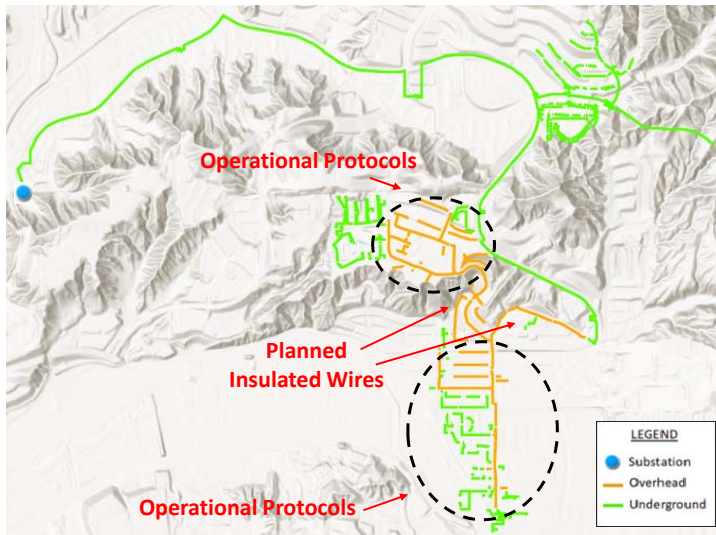 Operational Protocols
Planned
Insulated Wires
Operational Protocols
LEGEND
Substation
Overhead
Underground